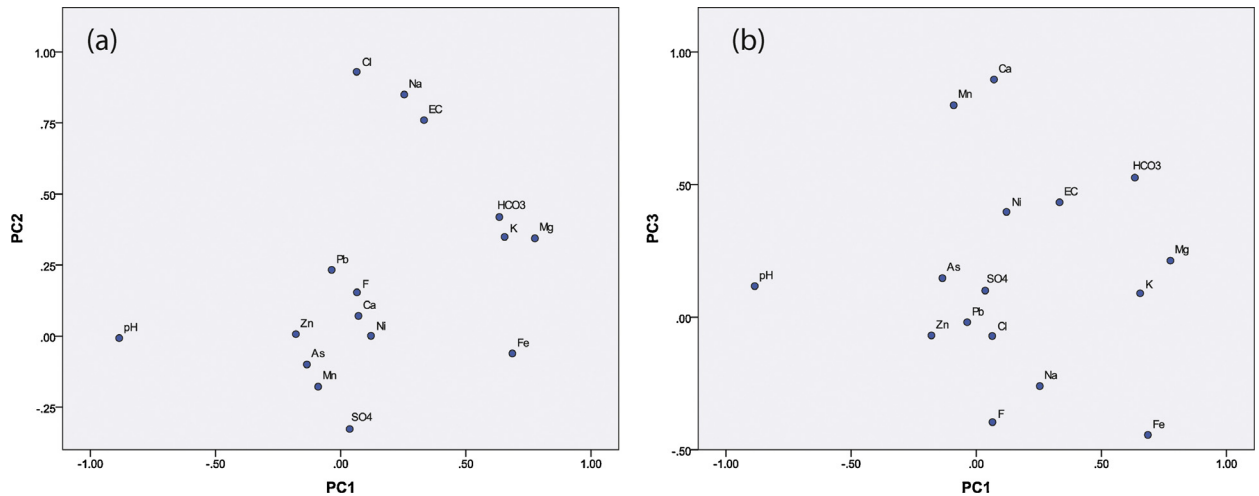 (a)
1.00
.75
.50
.25
.00
-.25
PC2
Cl
Na
EC
HCO3
K
Mg
Pb
F
Ca
Zn
Ni
pH
As
Fe
Mn
SO4
-1.00
-.50
.00
.50
1.00
PC1
(b)
1.00
.50
.00
-.50
PC3
Ca
Mn
HCO3
Ni
EC
Mg
As
SO4
K
pH
Pb
Zn
Cl
Na
F
Fe
-1.00
-.50
.00
.50
1.00
PC1